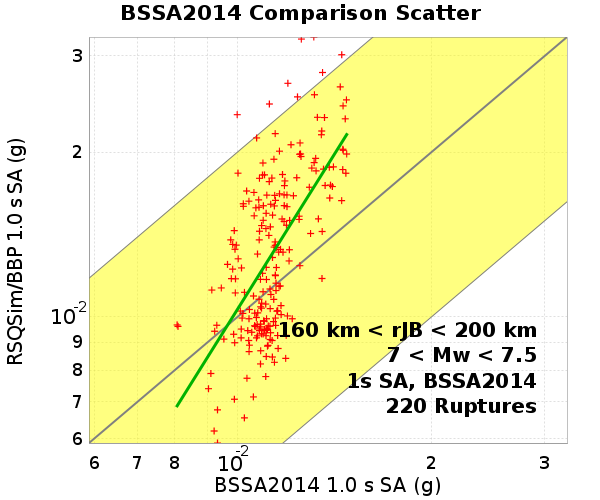 BSSA2014 Comparison Scatter
RSQSim/BBP 1.0 s SA (g)
3
2
10-2
9
8
7
6
160 km < rJB < 200 km
7 < Mw < 7.5
1s SA, BSSA2014
220 Ruptures
6 7 8 10-2 2 3
BSSA2014 1.0 s SA (g)